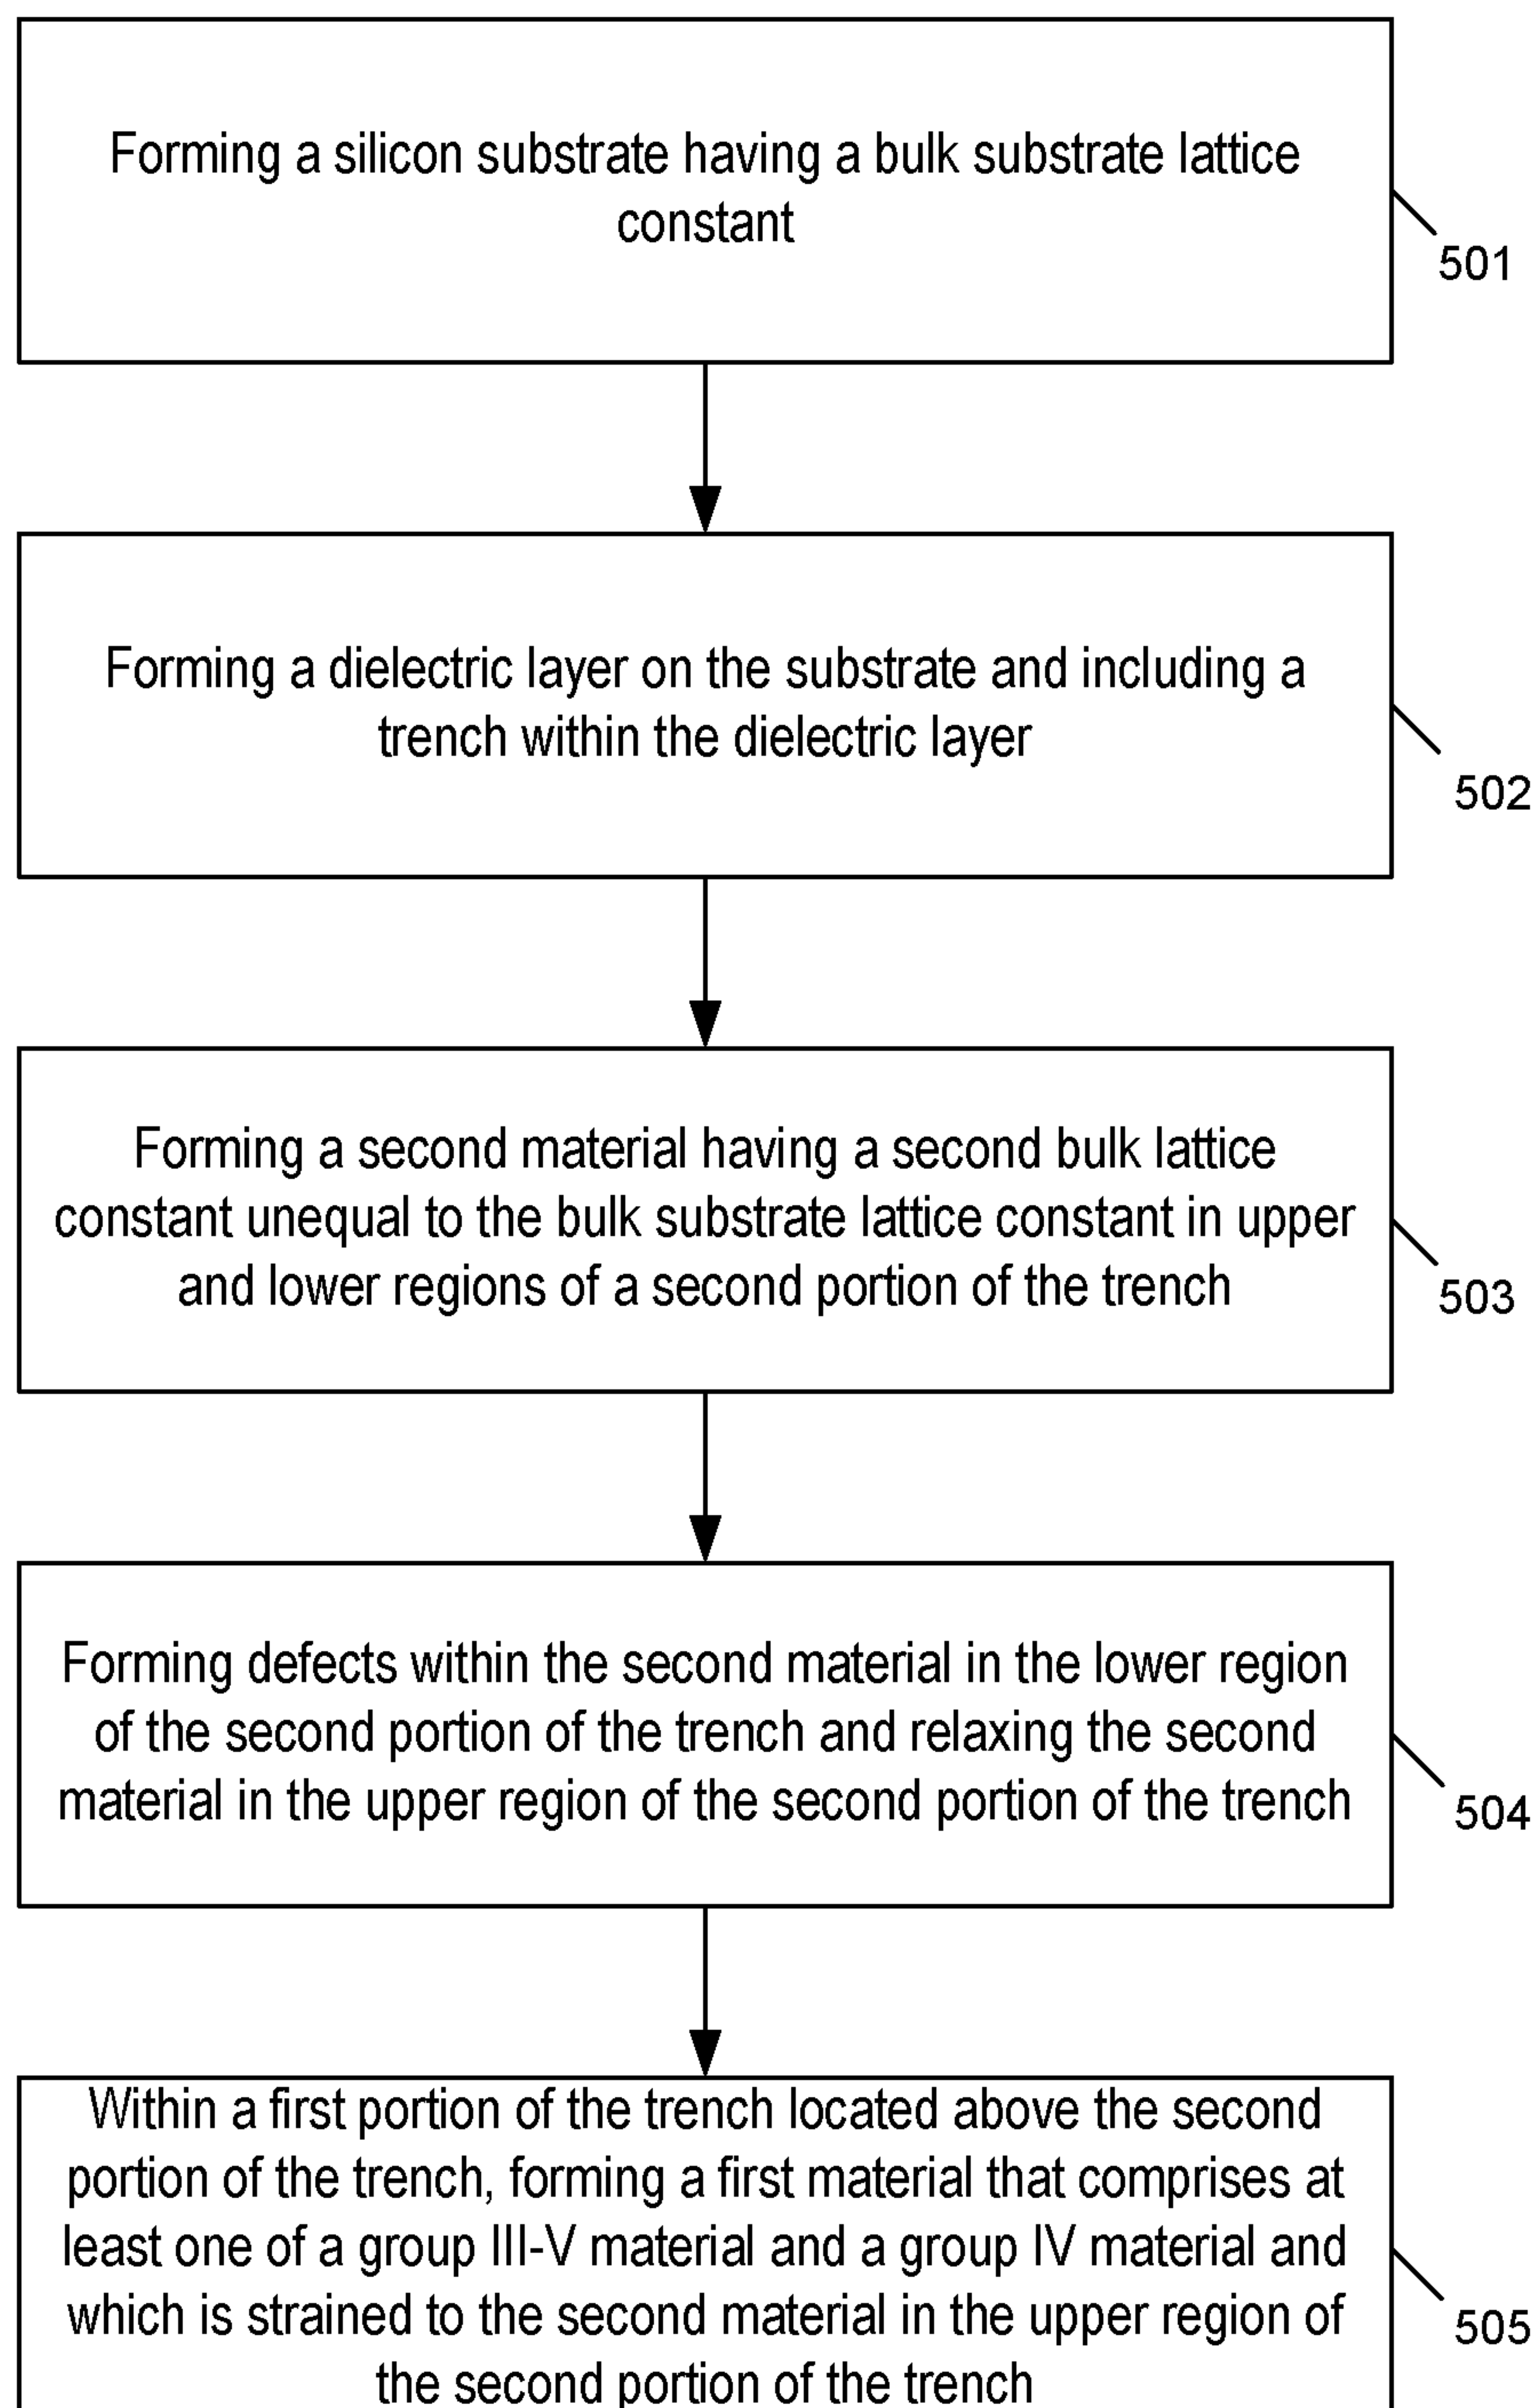 Forming a silicon substrate having a bulk substrate lattice
constant
501
Forming a dielectric layer on the substrate and including a
trench within the dielectric layer
502
Forming a second material having a second bulk lattice
constant unequal to the bulk substrate lattice constant in upper
and lower regions of a second portion of the trench
503
Forming defects within the second material in the lower region
of the second portion of the trench and relaxing the second
material in the upper region of the second portion of the trench
504
Within a first portion of the trench located above the second
portion of the trench, forming a first material that comprises at
least one of a group III-V material and a group IV material and
which is strained to the second material in the upper region of
the second portion of the trench
505